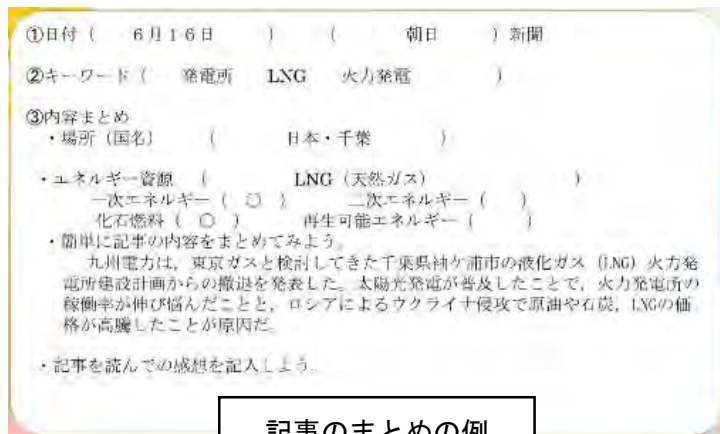 ①日付( 6月16日 ) ( 朝日 )新聞
②キーワード( 発電所 LNG 火力発電 )
③内容まとめ
・場所(国名) ( 日本・千葉 )
・エネルギー資源 ( LNG(天然ガス) )
一次エネルギー( ○ ) 二次エネルギー( )
化石燃料( ○ ) 再生可能エネルギー( )
・簡単に記事の内容をまとめてみよう。
九州電力は，東京ガスと検討してきた千葉県袖ケ浦市の液化ガス(LNG)火力発
電所建設計画からの撤退を発表した。太陽光発電が普及したことで，火力発電所の
稼働率が伸び悩んだことと，ロシアによるウクライナ侵攻で原油や石炭，LNGの価
格が高騰したことが原因だ。
・記事を読んでの感想を記入しよう。
記事のまとめの例